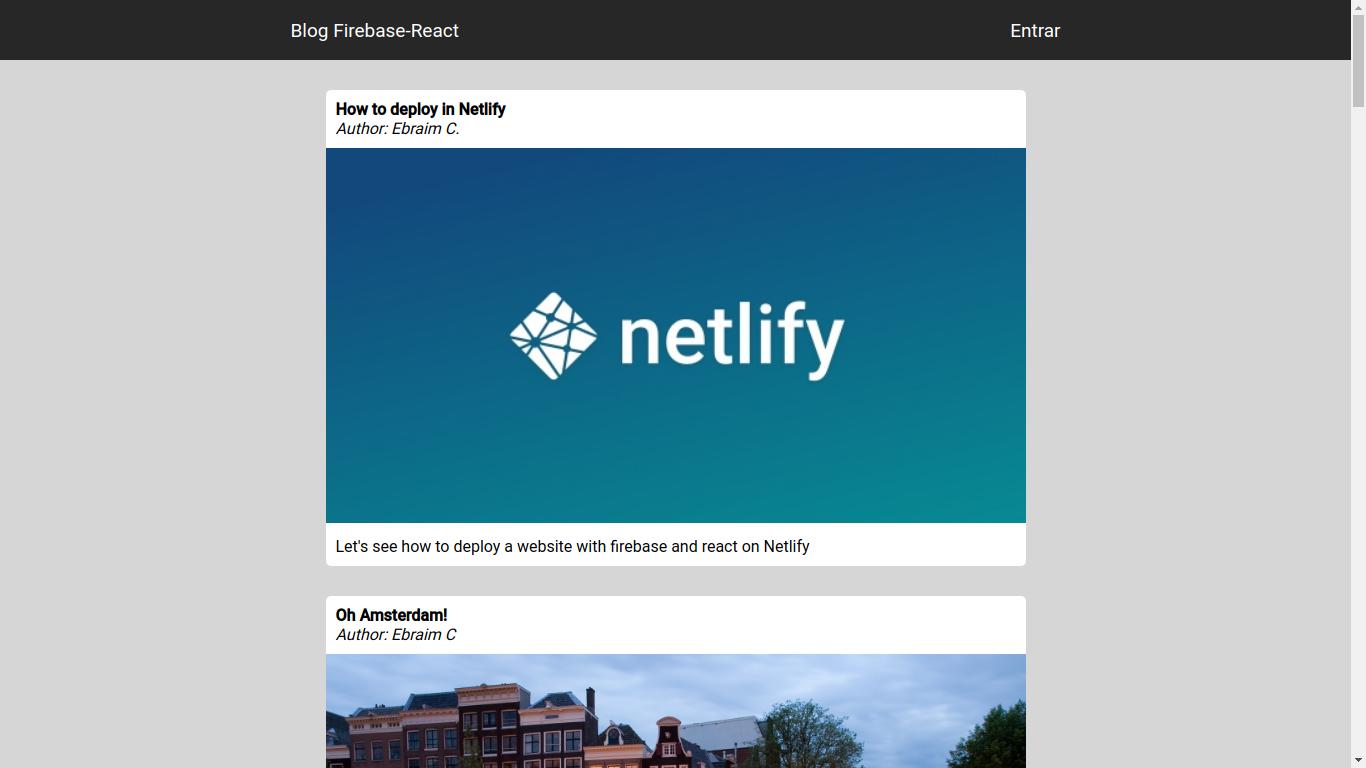 Blog Firebase-React
Entrar
How to deploy in Netlify
Author: Ebraim C.
netlify
Let's see how to deploy a website with firebase and react on Netlify
Oh Amsterdam!
Author: Ebraim C